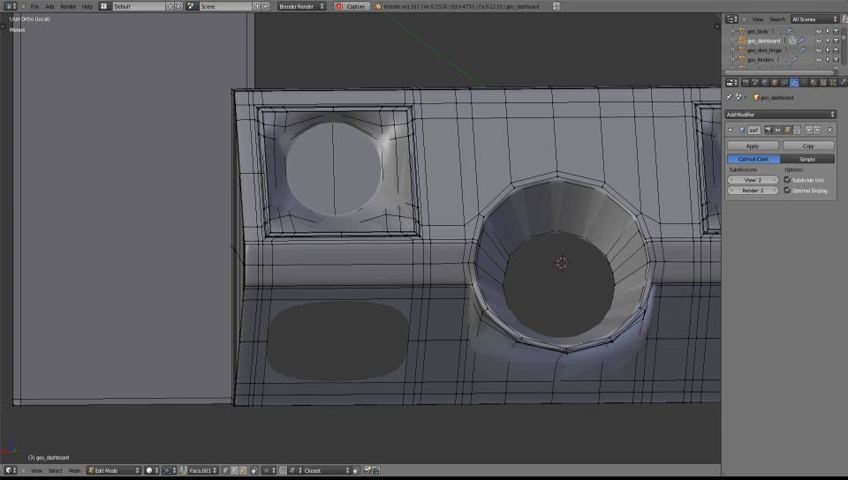 File Add Render Window Help
Default
Scene
Blender Render
Capture
User Ortho (Local)
Meters
View Search All Scenes
geo_body
geo_dashboard
geo_door_hinge
geo_fenders
geo_dashboard
Add Modifier
Apply Copy
Catmull-Clark Simple
Subdivisions: Options:
View: 2 Subdivide UVs
Render: 2 Optimal Display
(3) geo_dashboard
View Select Mesh Edit Mode Closest